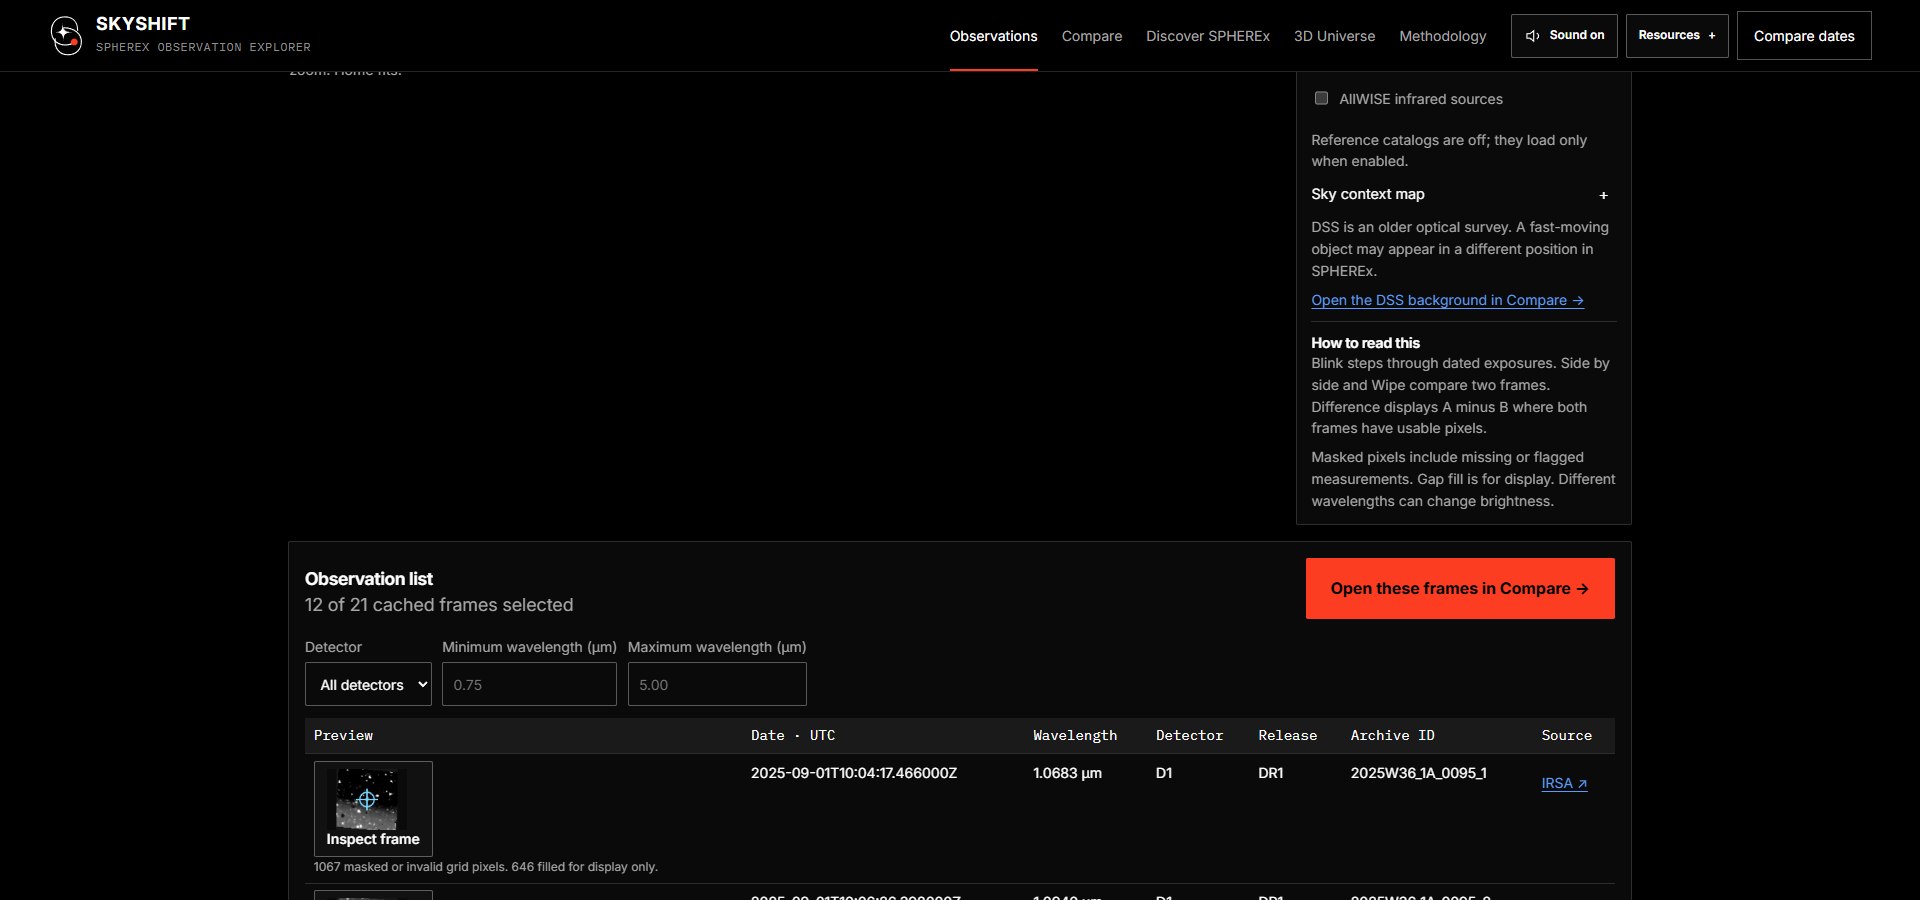 SKYSHIFT
SPHEREX OBSERVATION EXPLORER
Observations
Compare
Discover SPHEREx
3D Universe
Methodology
Sound on
Resources +
Compare dates
zoom. Home fits.
AllWISE infrared sources
Reference catalogs are off; they load only
when enabled.
Sky context map +
DSS is an older optical survey. A fast-moving
object may appear in a different position in
SPHEREx.
Open the DSS background in Compare →
How to read this
Blink steps through dated exposures. Side by
side and Wipe compare two frames.
Difference displays A minus B where both
frames have usable pixels.
Masked pixels include missing or flagged
measurements. Gap fill is for display. Different
wavelengths can change brightness.
Observation list
12 of 21 cached frames selected
Open these frames in Compare →
Detector
Minimum wavelength (μm)
Maximum wavelength (μm)
All detectors
0.75
5.00
Preview
Date · UTC
Wavelength
Detector
Release
Archive ID
Source
2025-09-01T10:04:17.466000Z
1.0683 μm
D1
DR1
2025W36_1A_0095_1
IRSA ↗
Inspect frame
1067 masked or invalid grid pixels. 646 filled for display only.